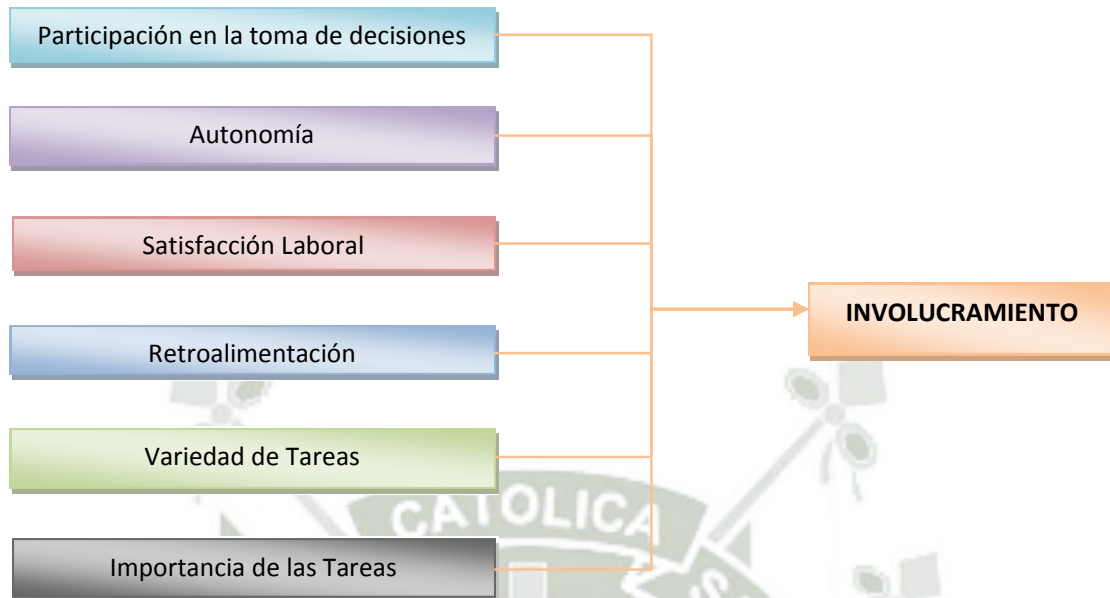 Participación en la toma de decisiones
Autonomía
Satisfacción Laboral
INVOLUCRAMIENTO
Retroalimentación
Variedad de Tareas
CATOLICA
Importancia de las Tareas